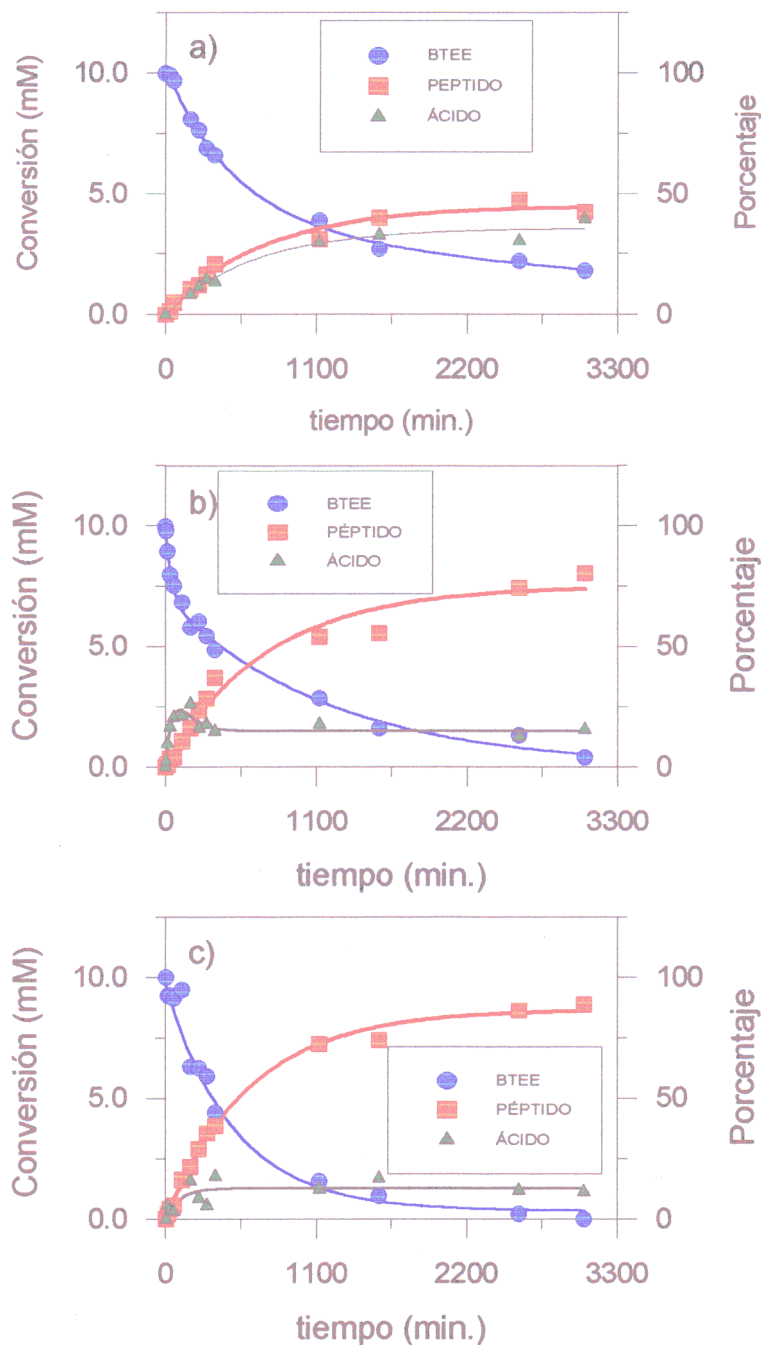 a)
BTEE
PEPTIDO
ÁCIDO
Conversión (mM)
10.0
5.0
0.0
100
50
0
Porcentaje
0 1100 2200 3300
tiempo (min.)
b)
BTEE
PÉPTIDO
ÁCIDO
Conversión (mM)
10.0
5.0
0.0
100
50
0
Porcentaje
0 1100 2200 3300
tiempo (min.)
c)
BTEE
PÉPTIDO
ÁCIDO
Conversión (mM)
10.0
5.0
0.0
100
50
0
Porcentaje
0 1100 2200 3300
tiempo (min.)